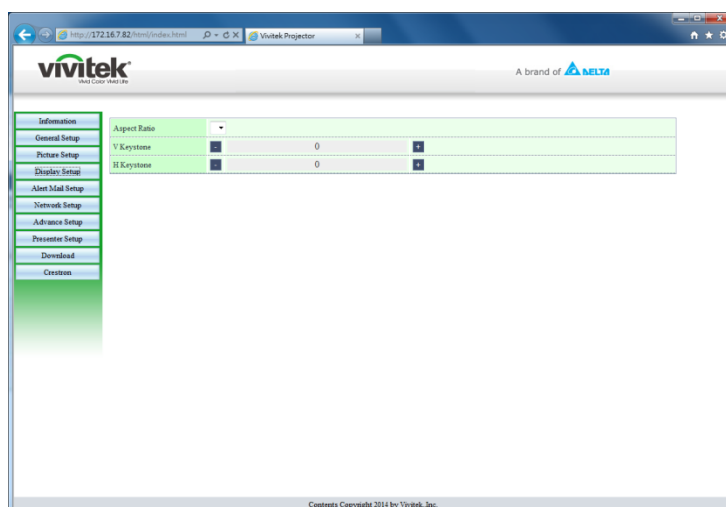 http://172.16.7.82/html/index.html
Vivitek Projector
vivitek
Vivid Color Vivid Life
A brand of DELTA
Information
General Setup
Picture Setup
Display Setup
Alert Mail Setup
Network Setup
Advance Setup
Presenter Setup
Download
Crestron
Aspect Ratio
V Keystone - 0 +
H Keystone - 0 +
Contents Copyright 2014 by Vivitek, Inc.